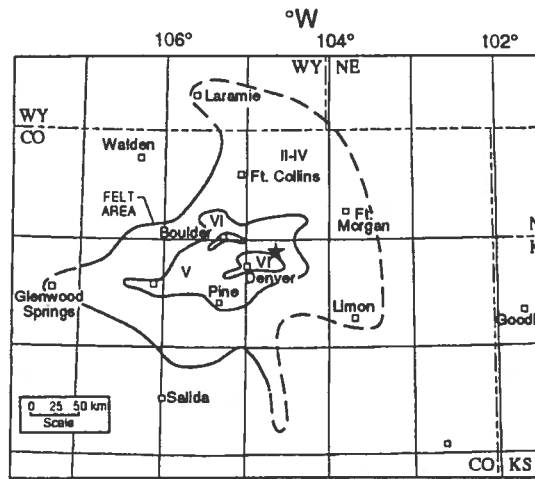 °W
106° 104° 102°
WY NE
Laramie
WY
CO
Walden
II-IV
Ft. Collins
FELT
AREA
VI
Ft.
Morgan
Boulder
N
K
V
VI
Denver
Glenwood
Springs
Pine
Limon
Goodl
Salida
0 25 50 km
Scale
CO KS